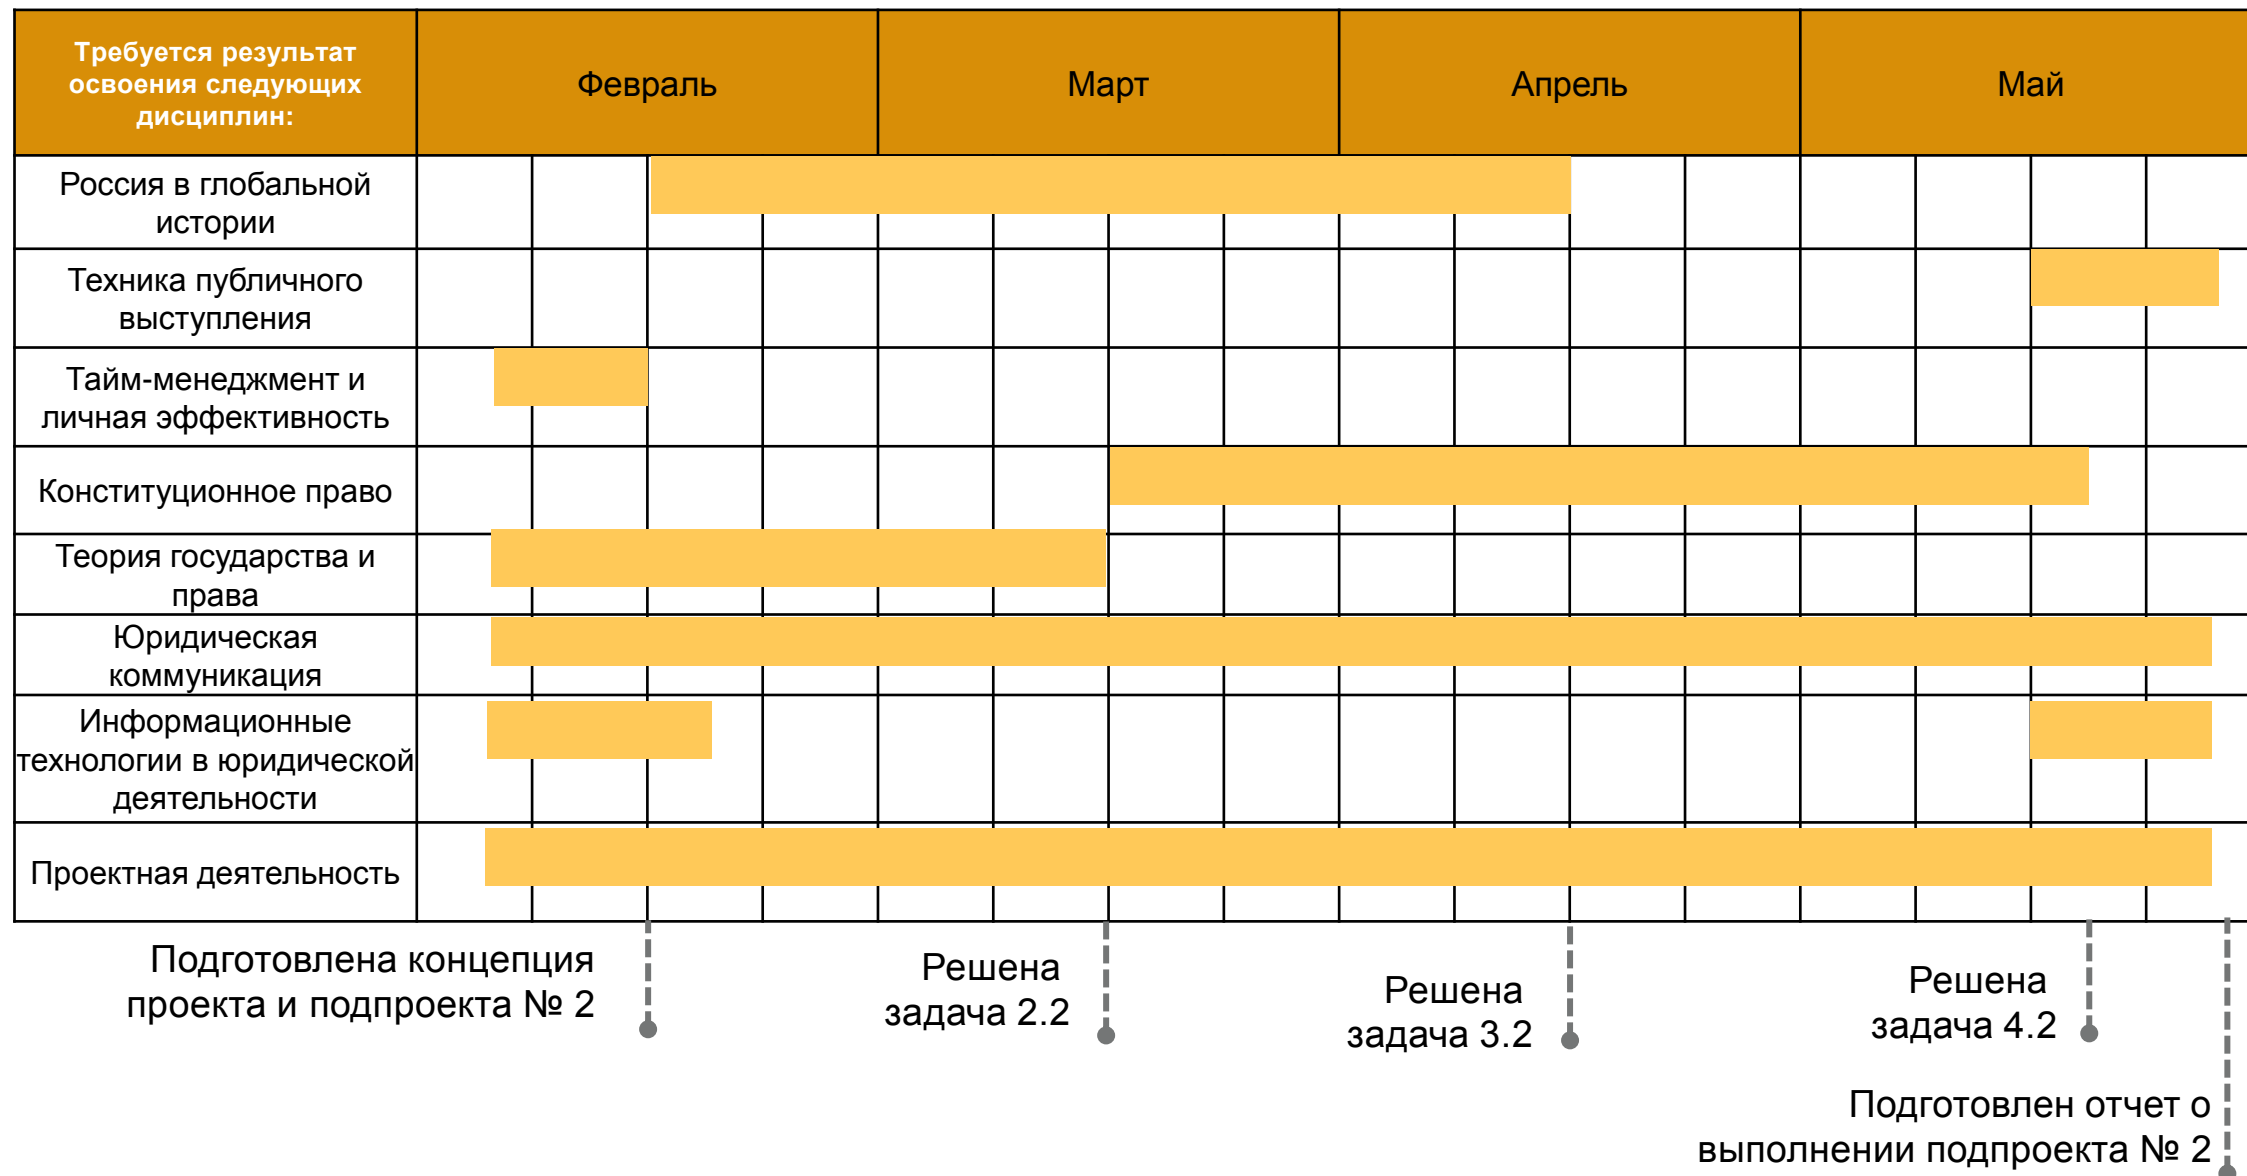 Требуется результат
освоения следующих
дисциплин:
Февраль
Март
Апрель
Май
Россия в глобальной
истории
Техника публичного
выступления
Тайм-менеджмент и
личная эффективность
Конституционное право
Теория государства и
права
Юридическая
коммуникация
Информационные
технологии в юридической
деятельности
Проектная деятельность
Подготовлена концепция
проекта и подпроекта № 2
Решена
задача 2.2
Решена
задача 3.2
Решена
задача 4.2
Подготовлен отчет о
выполнении подпроекта № 2